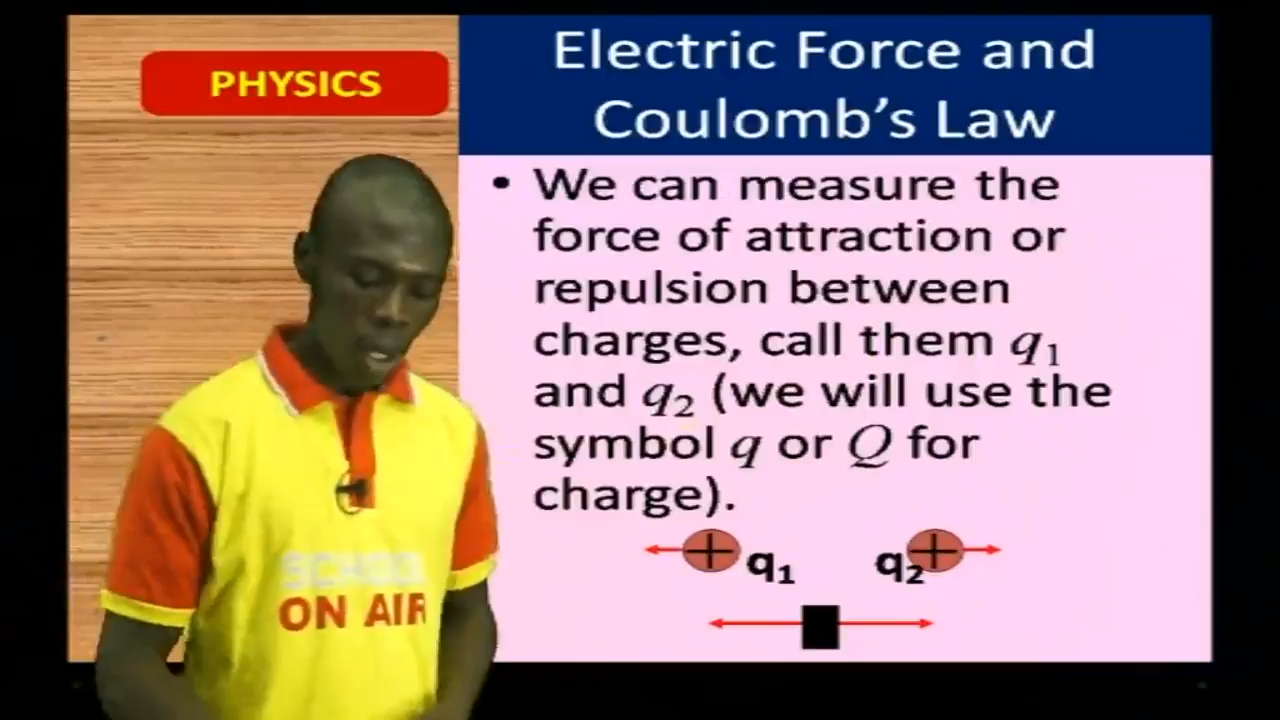 PHYSICS
Electric Force and
Coulomb's Law
• We can measure the
force of attraction or
repulsion between
charges, call them q₁
and q₂ (we will use the
symbol q or Q for
charge).
q₁ q₂
SCHOOL
ON AIR